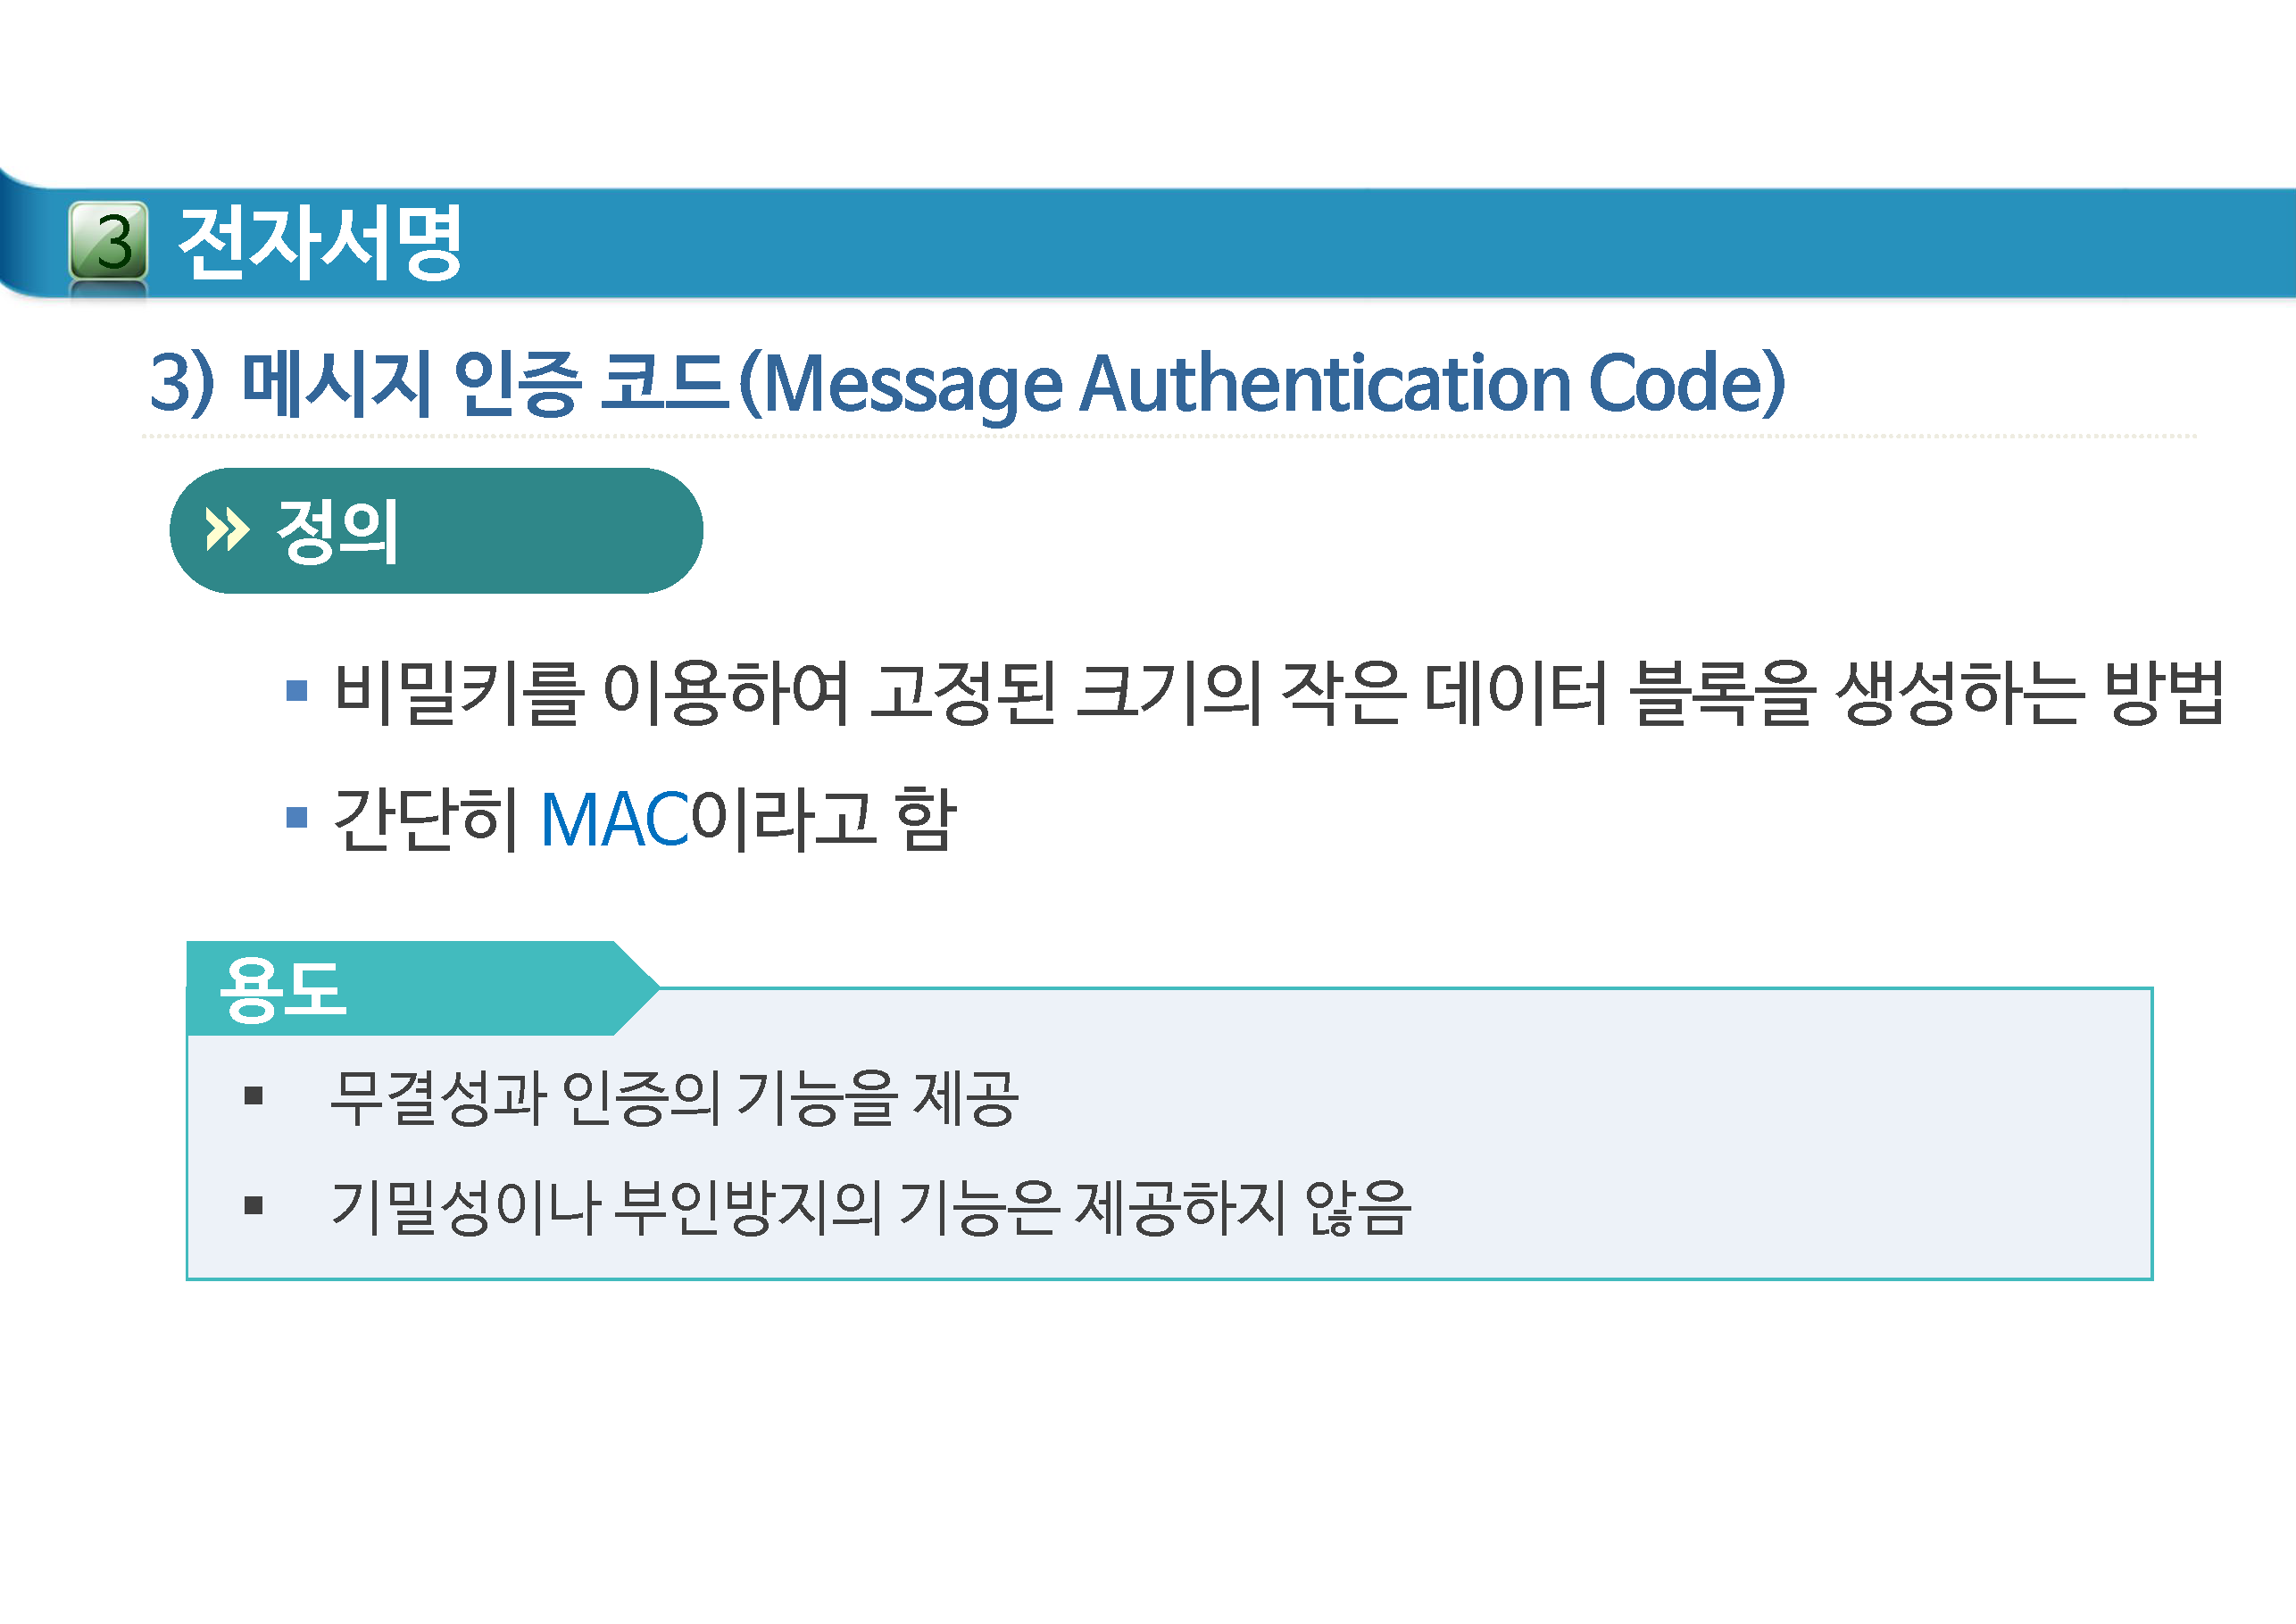 3 전자서명
3) 메시지 인증 코드(Message Authentication Code)
» 정의
▪ 비밀키를 이용하여 고정된 크기의 작은 데이터 블록을 생성하는 방법
▪ 간단히 MAC이라고 함
용도
▪ 무결성과 인증의 기능을 제공
▪ 기밀성이나 부인방지의 기능은 제공하지 않음